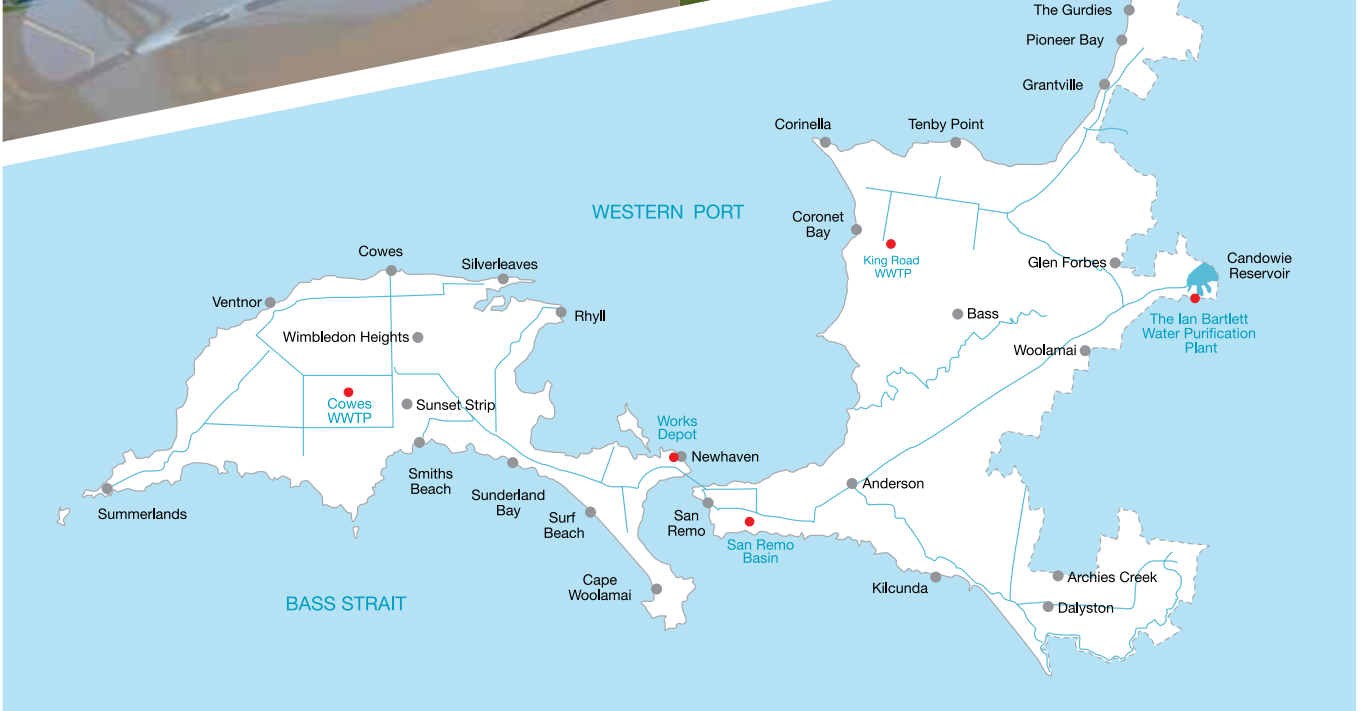 The Gurdies
Pioneer Bay
Grantville
Corinella
Tenby Point
WESTERN PORT
Coronet
Bay
King Road
WWTP
Glen Forbes
Candowie
Reservoir
Cowes
Silverleaves
Ventnor
Rhyll
Wimbledon Heights
Bass
The Ian Bartlett
Water Purification
Plant
Woolamai
Cowes
WWTP
Sunset Strip
Works
Depot
Newhaven
Smiths
Beach
Anderson
Summerlands
Sunderland
Bay
Surf
Beach
San
Remo
San Remo
Basin
Cape
Woolamai
Kilcunda
Archies Creek
Dalyston
BASS STRAIT